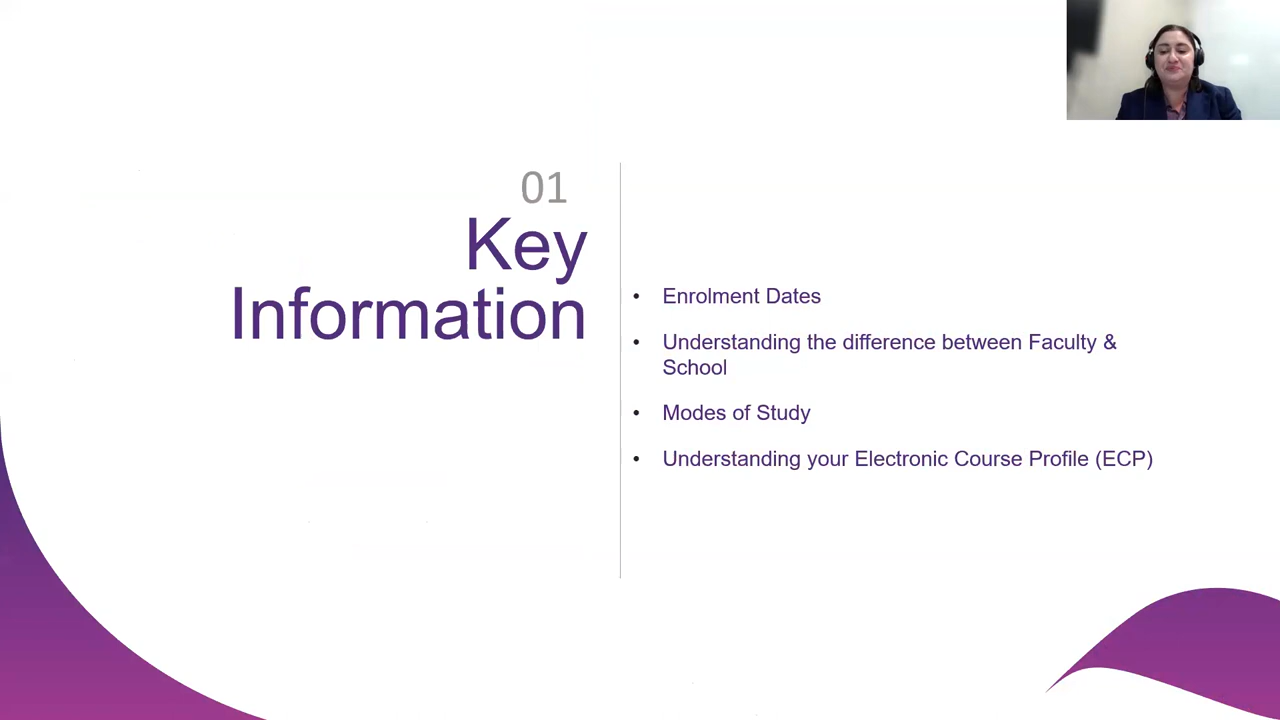 01
Key
Information
• Enrolment Dates
• Understanding the difference between Faculty &
School
• Modes of Study
• Understanding your Electronic Course Profile (ECP)